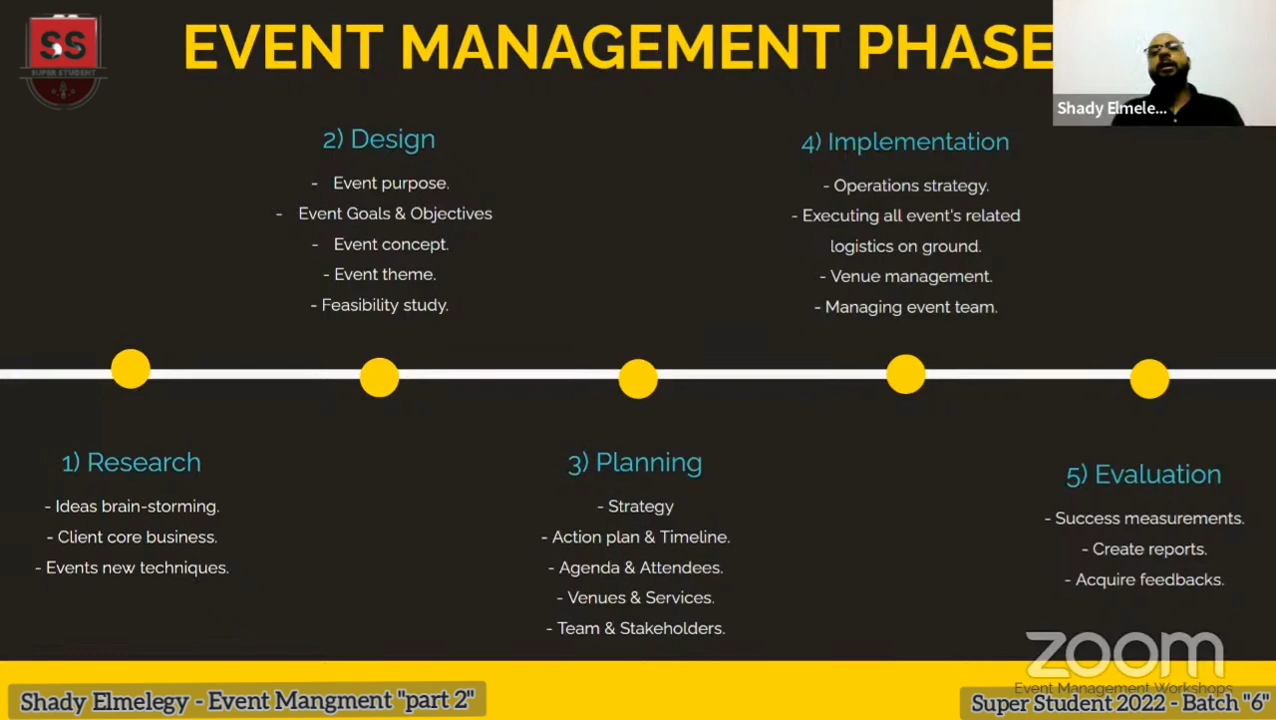 SS
SUPER STUDENT
EVENT MANAGEMENT PHASE
Shady Elmele...
2) Design
- Event purpose.
- Event Goals & Objectives
- Event concept.
- Event theme.
- Feasibility study.
4) Implementation
- Operations strategy.
- Executing all event's related
logistics on ground.
- Venue management.
- Managing event team.
1) Research
- Ideas brain-storming.
- Client core business.
- Events new techniques.
3) Planning
- Strategy
- Action plan & Timeline.
- Agenda & Attendees.
- Venues & Services.
- Team & Stakeholders.
5) Evaluation
- Success measurements.
- Create reports.
- Acquire feedbacks.
zoom
Event Management Workshops
Shady Elmelegy - Event Mangment "part 2"
Super Student 2022 - Batch "6"